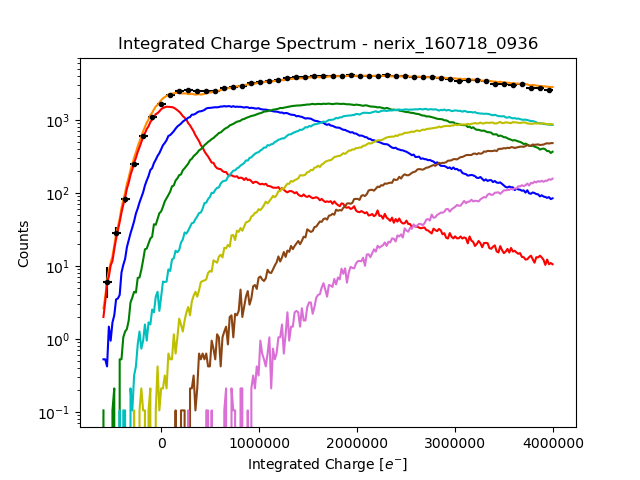 Integrated Charge Spectrum - nerix_160718_0936
Counts
10³
10²
10¹
10⁰
10⁻¹
0 1000000 2000000 3000000 4000000
Integrated Charge [e⁻]